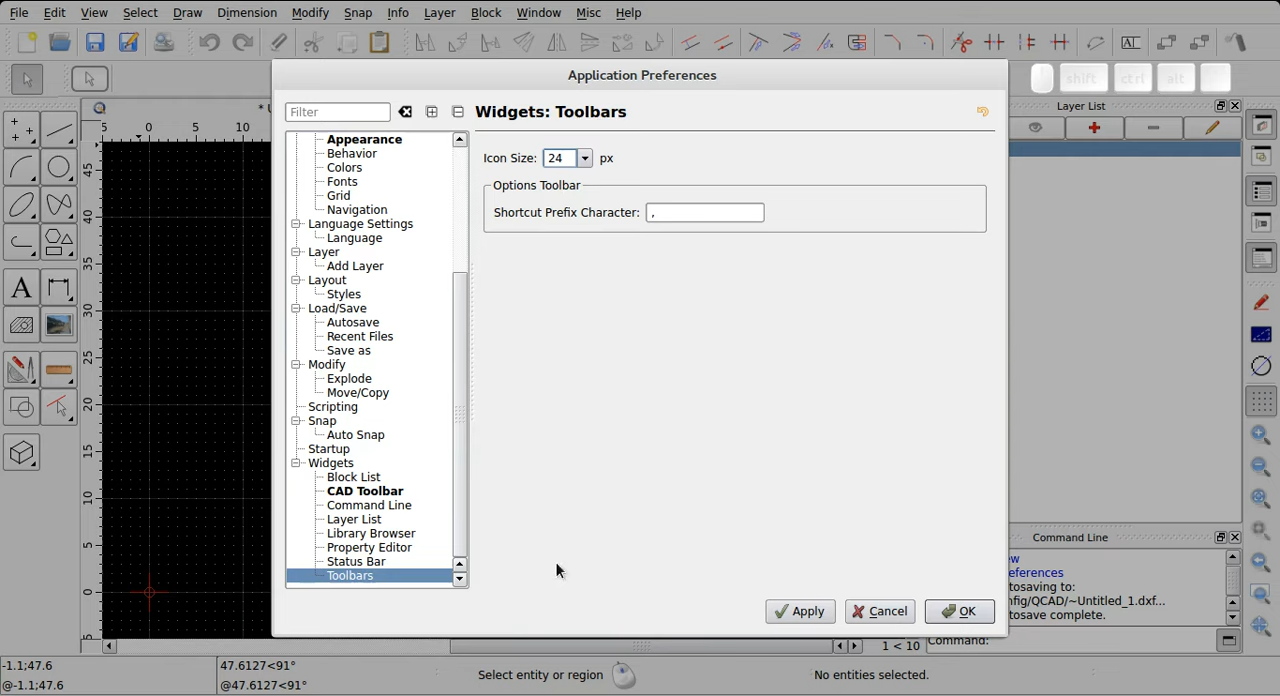 File Edit View Select Draw Dimension Modify Snap Info Layer Block Window Misc Help
Application Preferences
shift ctrl alt
Filter
Widgets: Toolbars
Layer List
5 0 5 10
Icon Size: 24 px
Options Toolbar
Shortcut Prefix Character: ,
Appearance
Behavior
Colors
Fonts
Grid
Navigation
Language Settings
Language
Layer
Add Layer
Layout
Styles
Load/Save
Autosave
Recent Files
Save as
Modify
Explode
Move/Copy
Scripting
Snap
Auto Snap
Startup
Widgets
Block List
CAD Toolbar
Command Line
Layer List
Library Browser
Property Editor
Status Bar
Toolbars
45
40
35
30
25
20
15
10
5
0
5
A
Apply Cancel OK
Command Line
ew
eferences
tosaving to:
nfig/QCAD/~Untitled_1.dxf...
tosave complete.
Command:
1 < 10
-1.1;47.6
@-1.1;47.6
47.6127<91°
@47.6127<91°
Select entity or region
No entities selected.